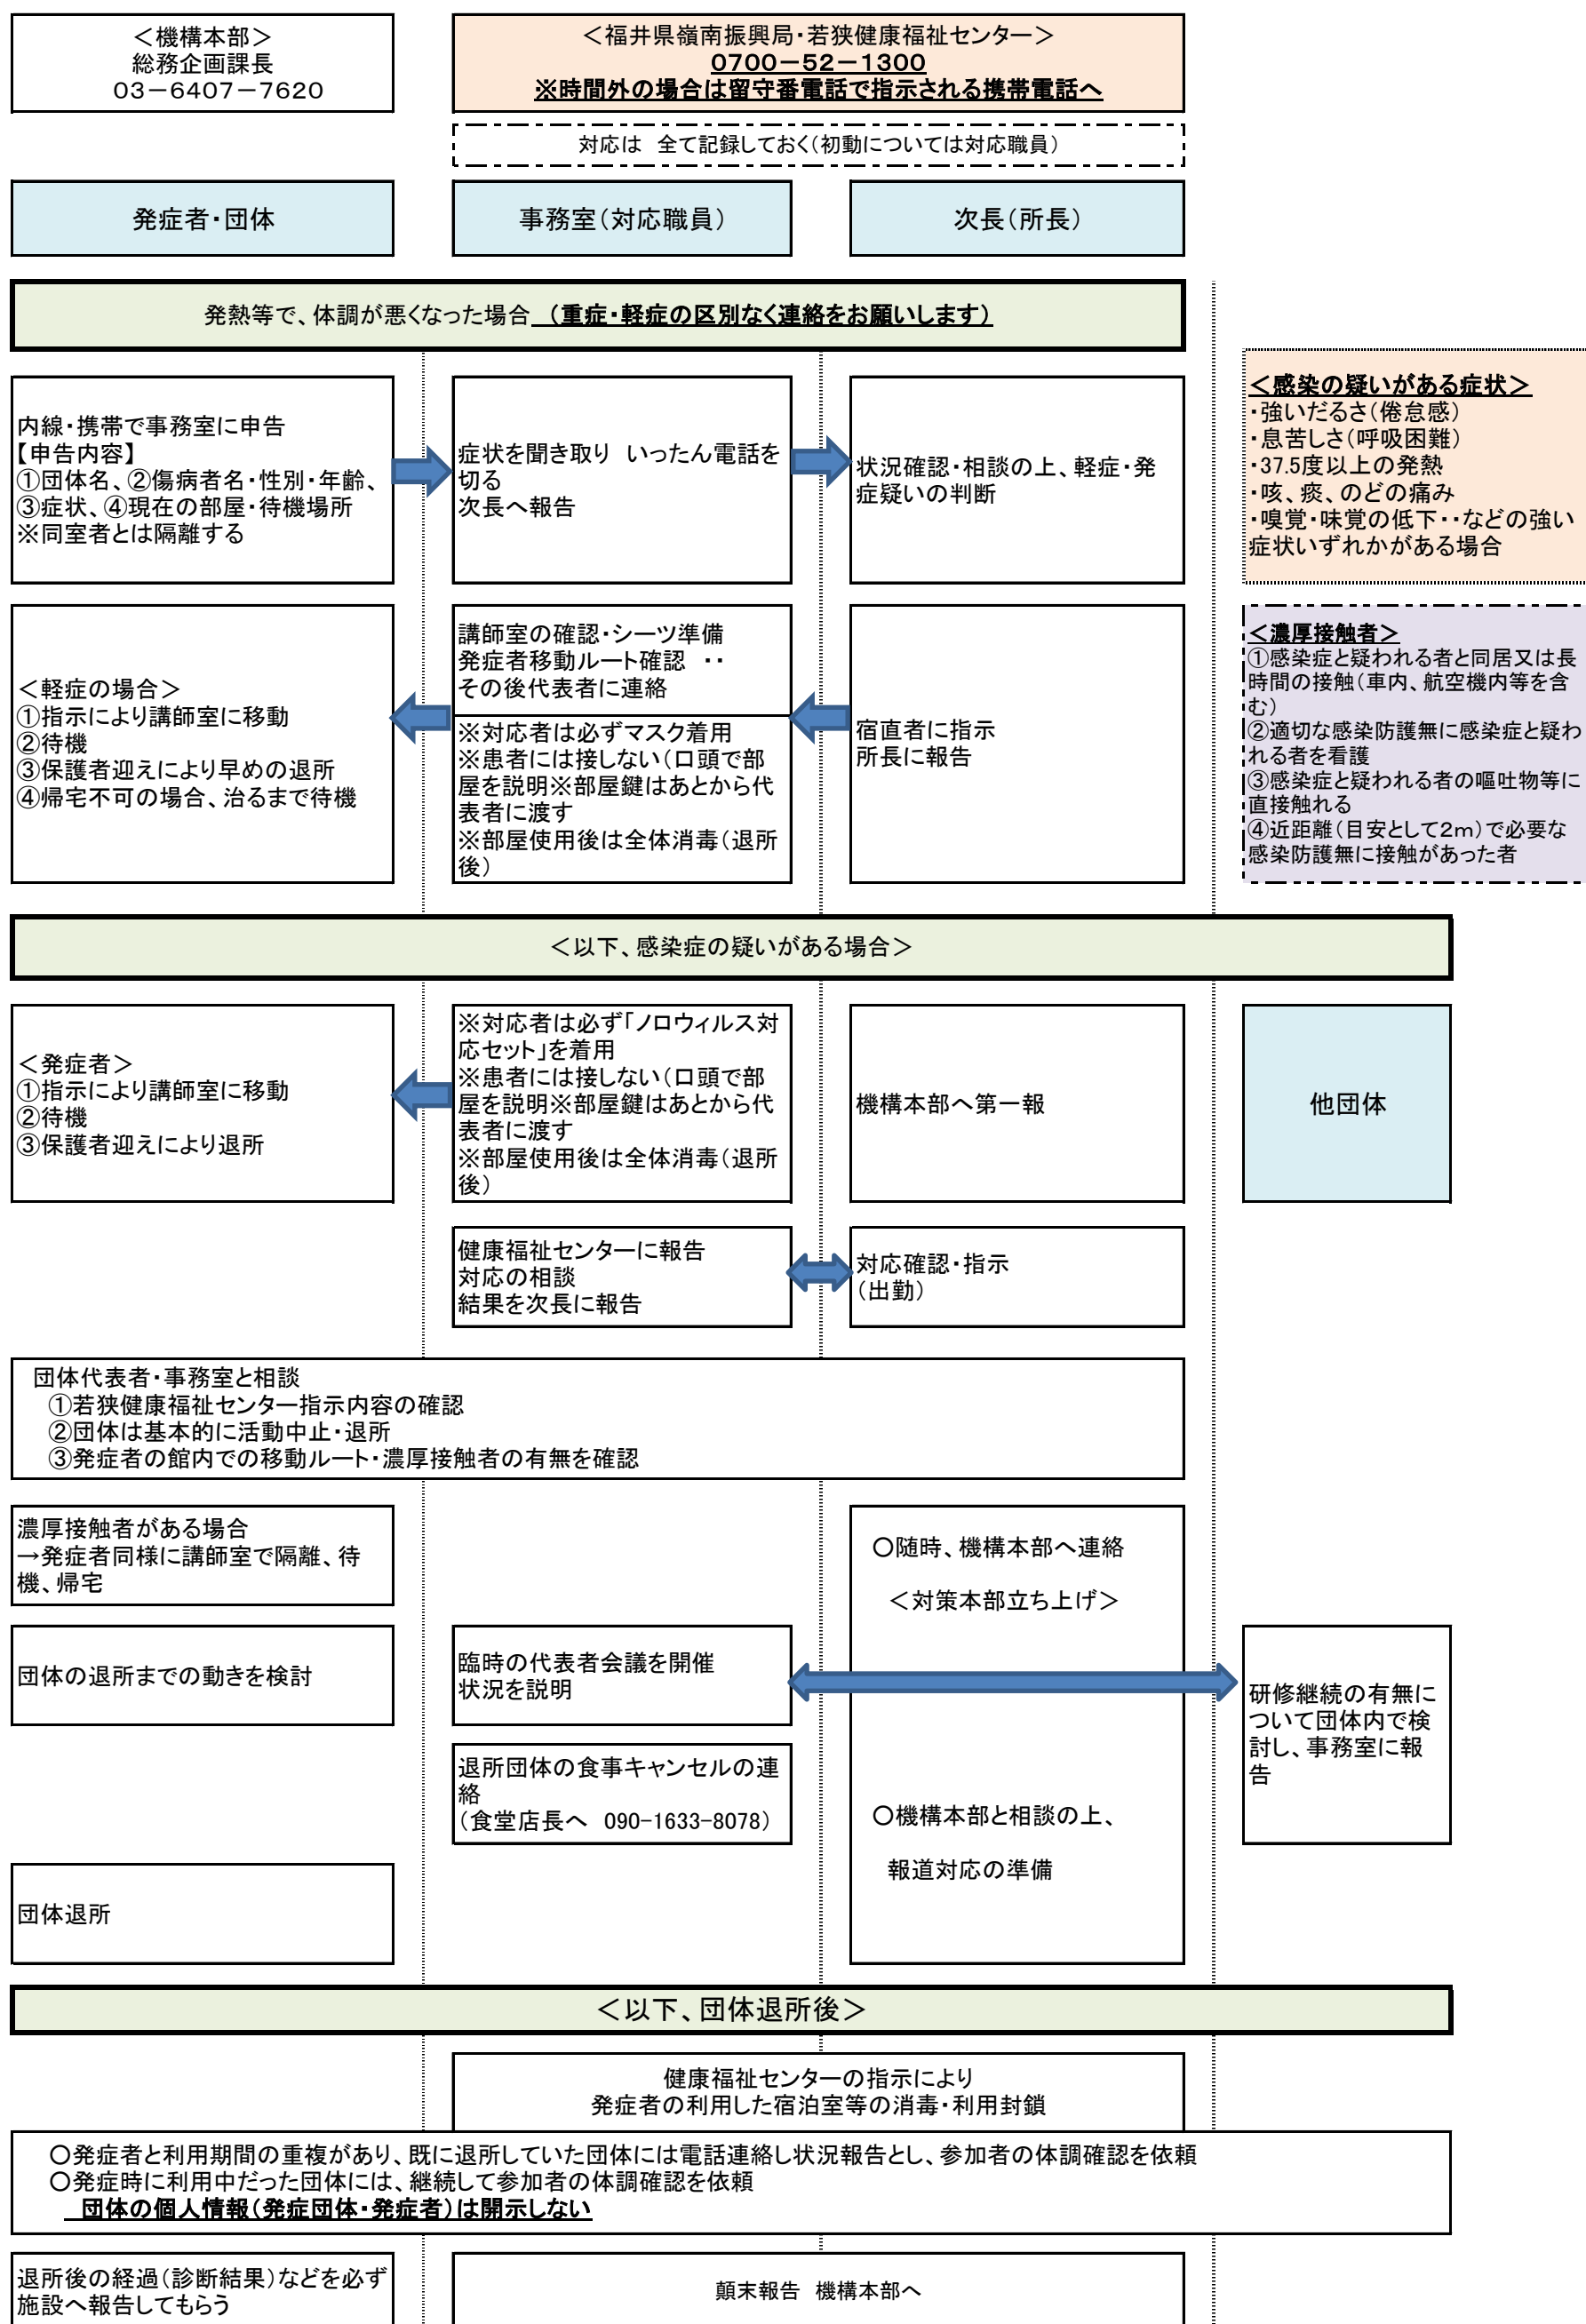 ＜機構本部＞
総務企画課長
03－6407－7620
＜福井県嶺南振興局・若狭健康福祉センター＞
0700－52－1300
※時間外の場合は留守番電話で指示される携帯電話へ
対応は 全て記録しておく（初動については対応職員）
発症者・団体
事務室（対応職員）
次長（所長）
発熱等で、体調が悪くなった場合 （重症・軽症の区別なく連絡をお願いします）
内線・携帯で事務室に申告
【申告内容】
①団体名、②傷病者名・性別・年齢、
③症状、④現在の部屋・待機場所
※同室者とは隔離する
症状を聞き取り いったん電話を
切る
次長へ報告
状況確認・相談の上、軽症・発
症疑いの判断
＜感染の疑いがある症状＞
・強いだるさ（倦怠感）
・息苦しさ（呼吸困難）
・37.5度以上の発熱
・咳、痰、のどの痛み
・嗅覚・味覚の低下・・などの強い
症状いずれかがある場合
＜軽症の場合＞
①指示により講師室に移動
②待機
③保護者迎えにより早めの退所
④帰宅不可の場合、治るまで待機
講師室の確認・シーツ準備
発症者移動ルート確認 ・・
その後代表者に連絡
※対応者は必ずマスク着用
※患者には接しない（口頭で部
屋を説明※部屋鍵はあとから代
表者に渡す
※部屋使用後は全体消毒（退所
後）
宿直者に指示
所長に報告
＜濃厚接触者＞
①感染症と疑われる者と同居又は長
時間の接触（車内、航空機内等を含
む）
②適切な感染防護無に感染症と疑わ
れる者を看護
③感染症と疑われる者の嘔吐物等に
直接触れる
④近距離（目安として2ｍ）で必要な
感染防護無に接触があった者
＜以下、感染症の疑いがある場合＞
＜発症者＞
①指示により講師室に移動
②待機
③保護者迎えにより退所
※対応者は必ず「ノロウィルス対
応セット」を着用
※患者には接しない（口頭で部
屋を説明※部屋鍵はあとから代
表者に渡す
※部屋使用後は全体消毒（退所
後）
機構本部へ第一報
他団体
健康福祉センターに報告
対応の相談
結果を次長に報告
対応確認・指示
（出勤）
団体代表者・事務室と相談
①若狭健康福祉センター指示内容の確認
②団体は基本的に活動中止・退所
③発症者の館内での移動ルート・濃厚接触者の有無を確認
濃厚接触者がある場合
→発症者同様に講師室で隔離、待
機、帰宅
〇随時、機構本部へ連絡
＜対策本部立ち上げ＞
団体の退所までの動きを検討
臨時の代表者会議を開催
状況を説明
研修継続の有無に
ついて団体内で検
討し、事務室に報
告
退所団体の食事キャンセルの連
絡
（食堂店長へ 090-1633-8078）
〇機構本部と相談の上、
報道対応の準備
団体退所
＜以下、団体退所後＞
健康福祉センターの指示により
発症者の利用した宿泊室等の消毒・利用封鎖
〇発症者と利用期間の重複があり、既に退所していた団体には電話連絡し状況報告とし、参加者の体調確認を依頼
〇発症時に利用中だった団体には、継続して参加者の体調確認を依頼
団体の個人情報（発症団体・発症者）は開示しない
退所後の経過（診断結果）などを必ず
施設へ報告してもらう
顛末報告 機構本部へ